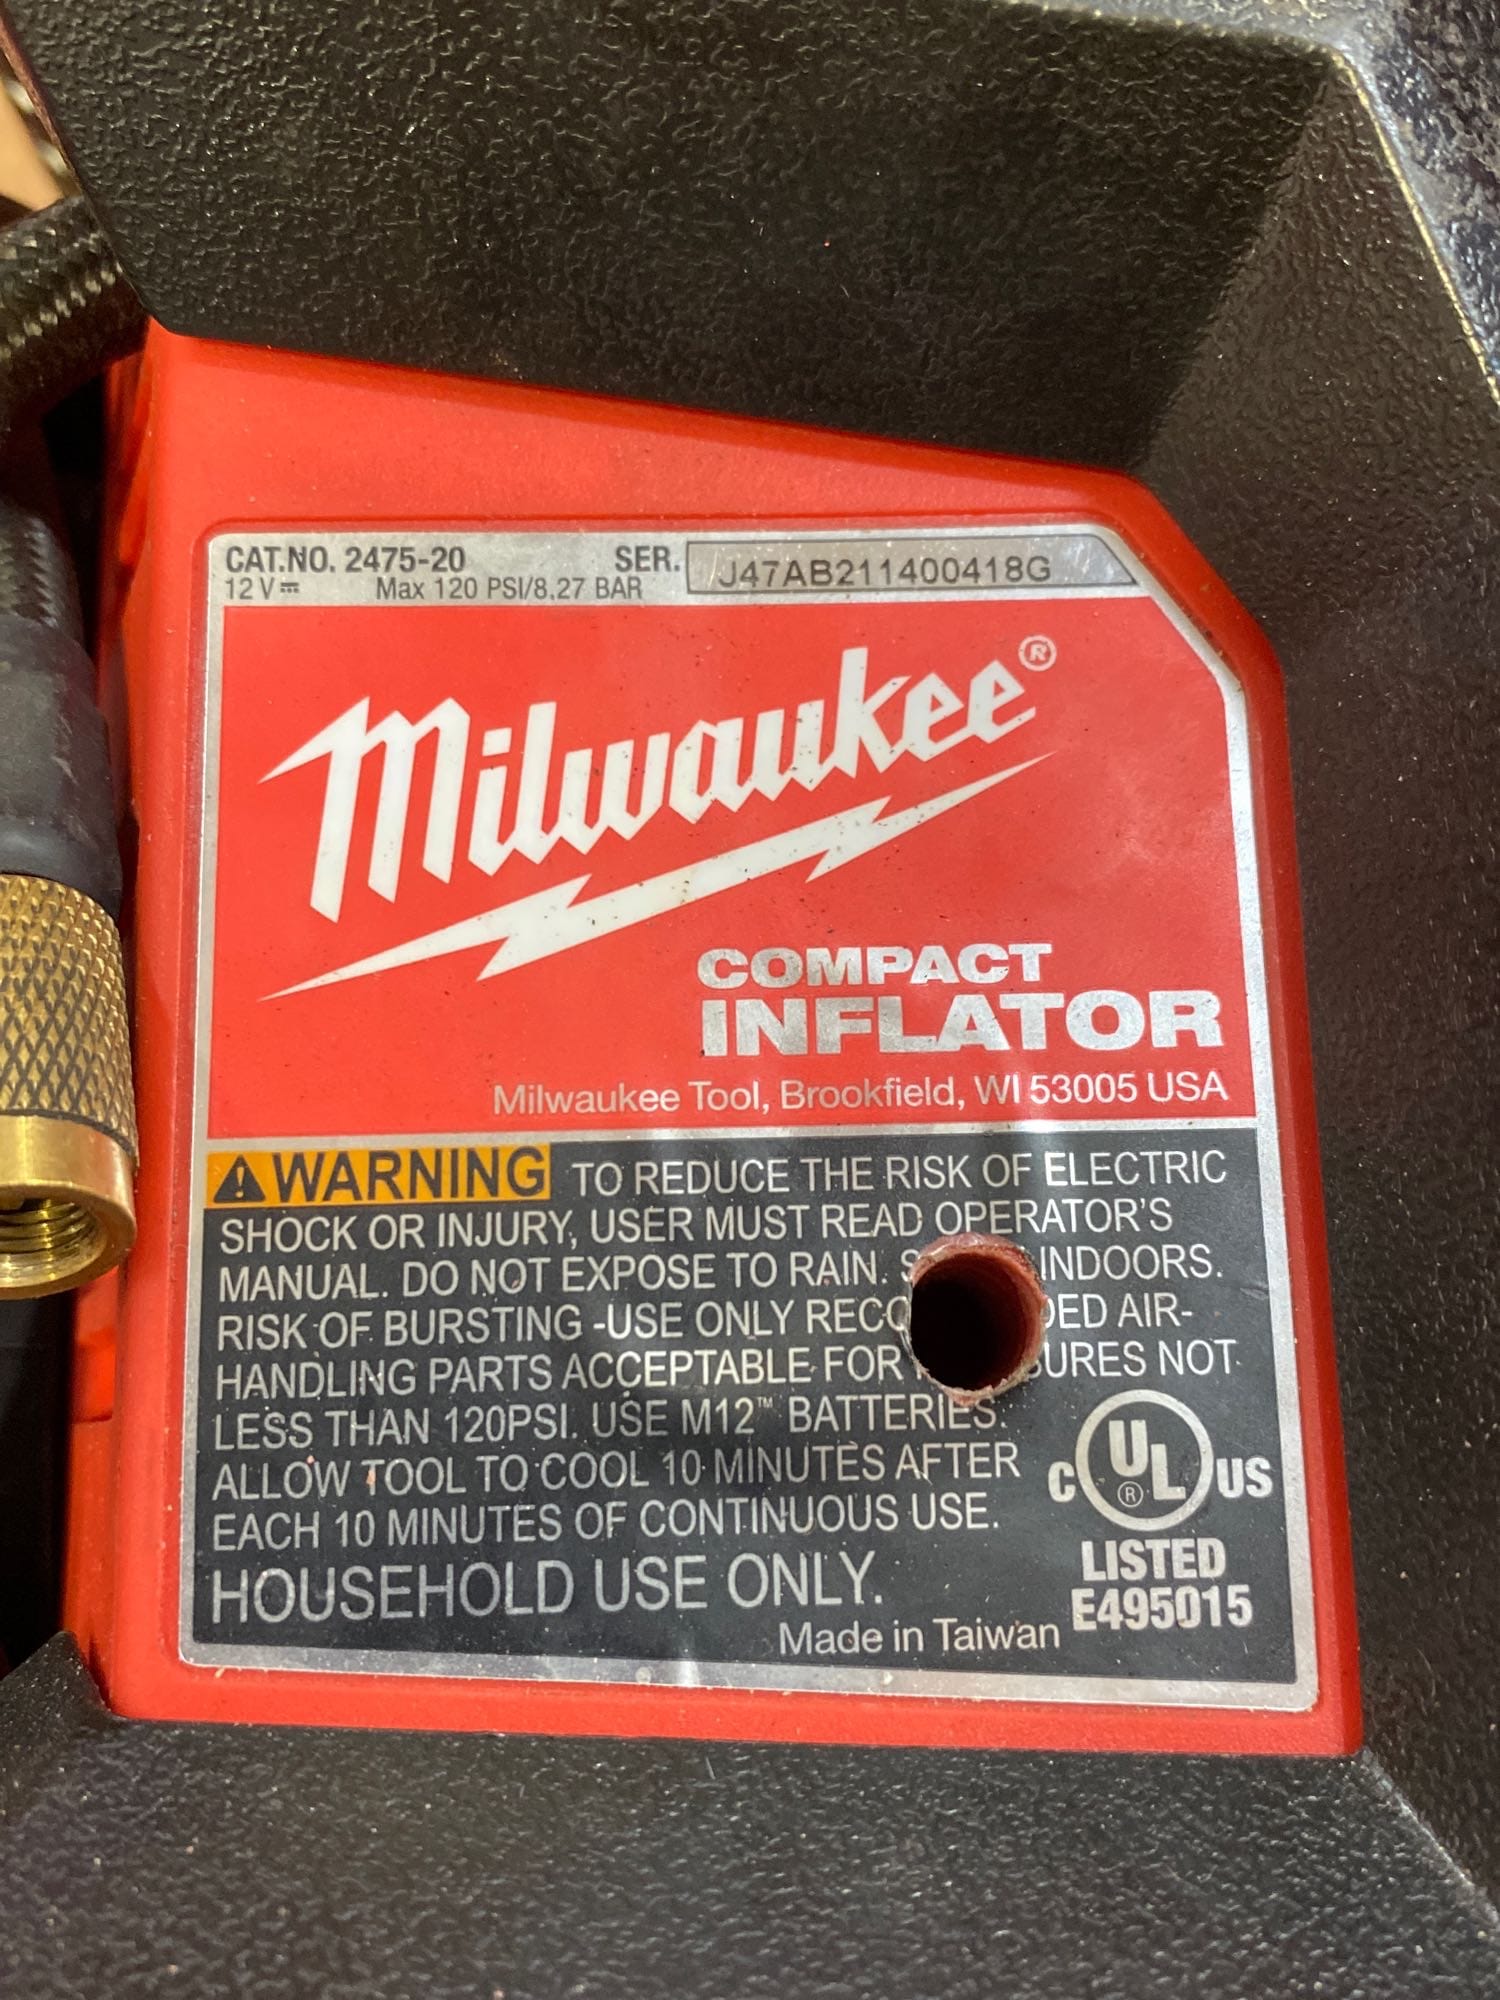 CAT.NO. 2475-20 SER. J47AB211400418G
12 V⎓ Max 120 PSI/8,27 BAR
Milwaukee®
COMPACT
INFLATOR
Milwaukee Tool, Brookfield, WI 53005 USA
⚠WARNING TO REDUCE THE RISK OF ELECTRIC
SHOCK OR INJURY, USER MUST READ OPERATOR'S
MANUAL. DO NOT EXPOSE TO RAIN. INDOORS.
RISK OF BURSTING -USE ONLY AIR-
HANDLING PARTS ACCEPTABLE FOR NOT
LESS THAN 120PSI. USE M12™ BATTERIES.
ALLOW TOOL TO COOL 10 MINUTES AFTER
EACH 10 MINUTES OF CONTINUOUS USE.
HOUSEHOLD USE ONLY.
Made in Taiwan
C UL® US
LISTED
E495015